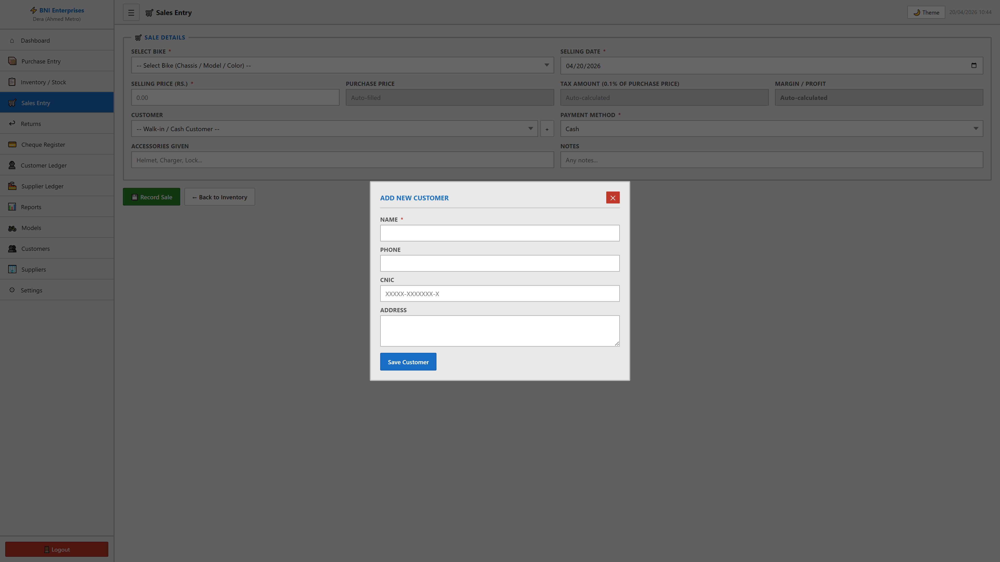 ⚡ BNI Enterprises
Dera (Ahmed Metro)
Dashboard
Purchase Entry
Inventory / Stock
Sales Entry
Returns
Cheque Register
Customer Ledger
Supplier Ledger
Reports
Models
Customers
Suppliers
Settings
Logout
☰ Sales Entry
Theme 20/04/2026 10:44
SALE DETAILS
SELECT BIKE * SELLING DATE *
-- Select Bike (Chassis / Model / Color) -- 04/20/2026
SELLING PRICE (RS.) * PURCHASE PRICE TAX AMOUNT (0.1% OF PURCHASE PRICE) MARGIN / PROFIT
0.00 Auto-filled Auto-calculated Auto-calculated
CUSTOMER PAYMENT METHOD *
-- Walk-in / Cash Customer -- + Cash
ACCESSORIES GIVEN NOTES
Helmet, Charger, Lock... Any notes...
Record Sale ← Back to Inventory
ADD NEW CUSTOMER ×
NAME *
PHONE
CNIC
XXXXX-XXXXXXX-X
ADDRESS
Save Customer